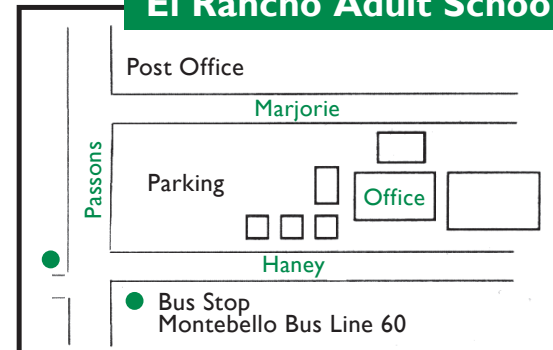 El Rancho Adult School
Post Office
Marjorie
Passons
Parking
Office
Haney
Bus Stop
Montebello Bus Line 60